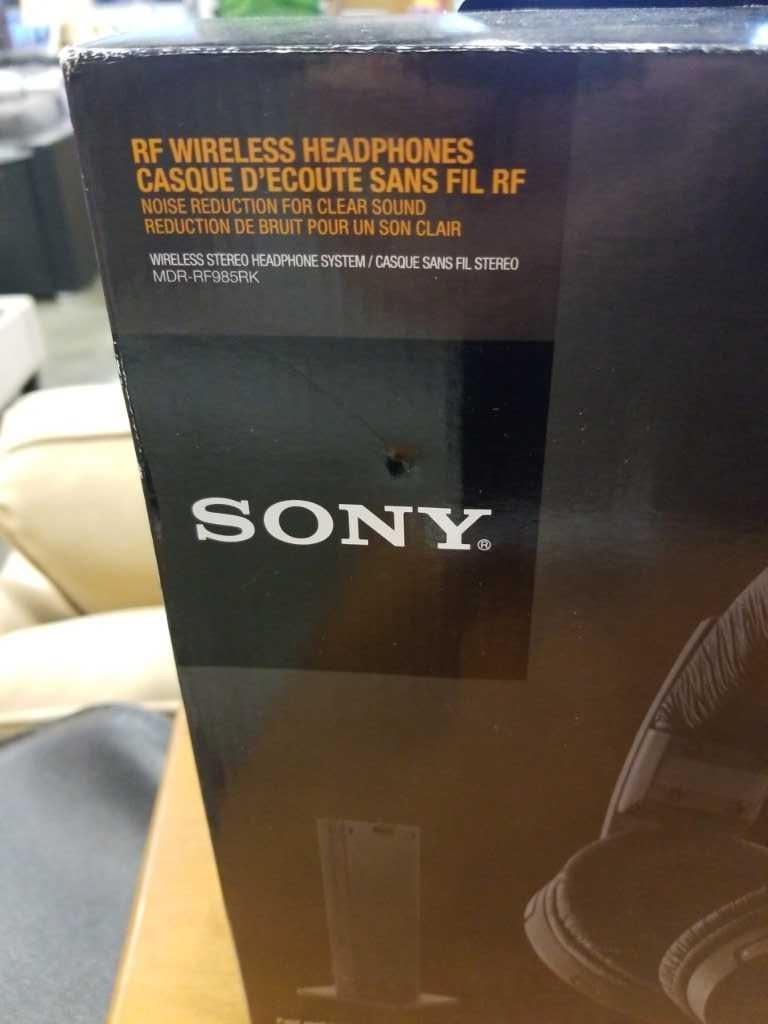 RF WIRELESS HEADPHONES
CASQUE D'ECOUTE SANS FIL RF
NOISE REDUCTION FOR CLEAR SOUND
REDUCTION DE BRUIT POUR UN SON CLAIR
WIRELESS STEREO HEADPHONE SYSTEM / CASQUE SANS FIL STEREO
MDR-RF985RK
SONY®